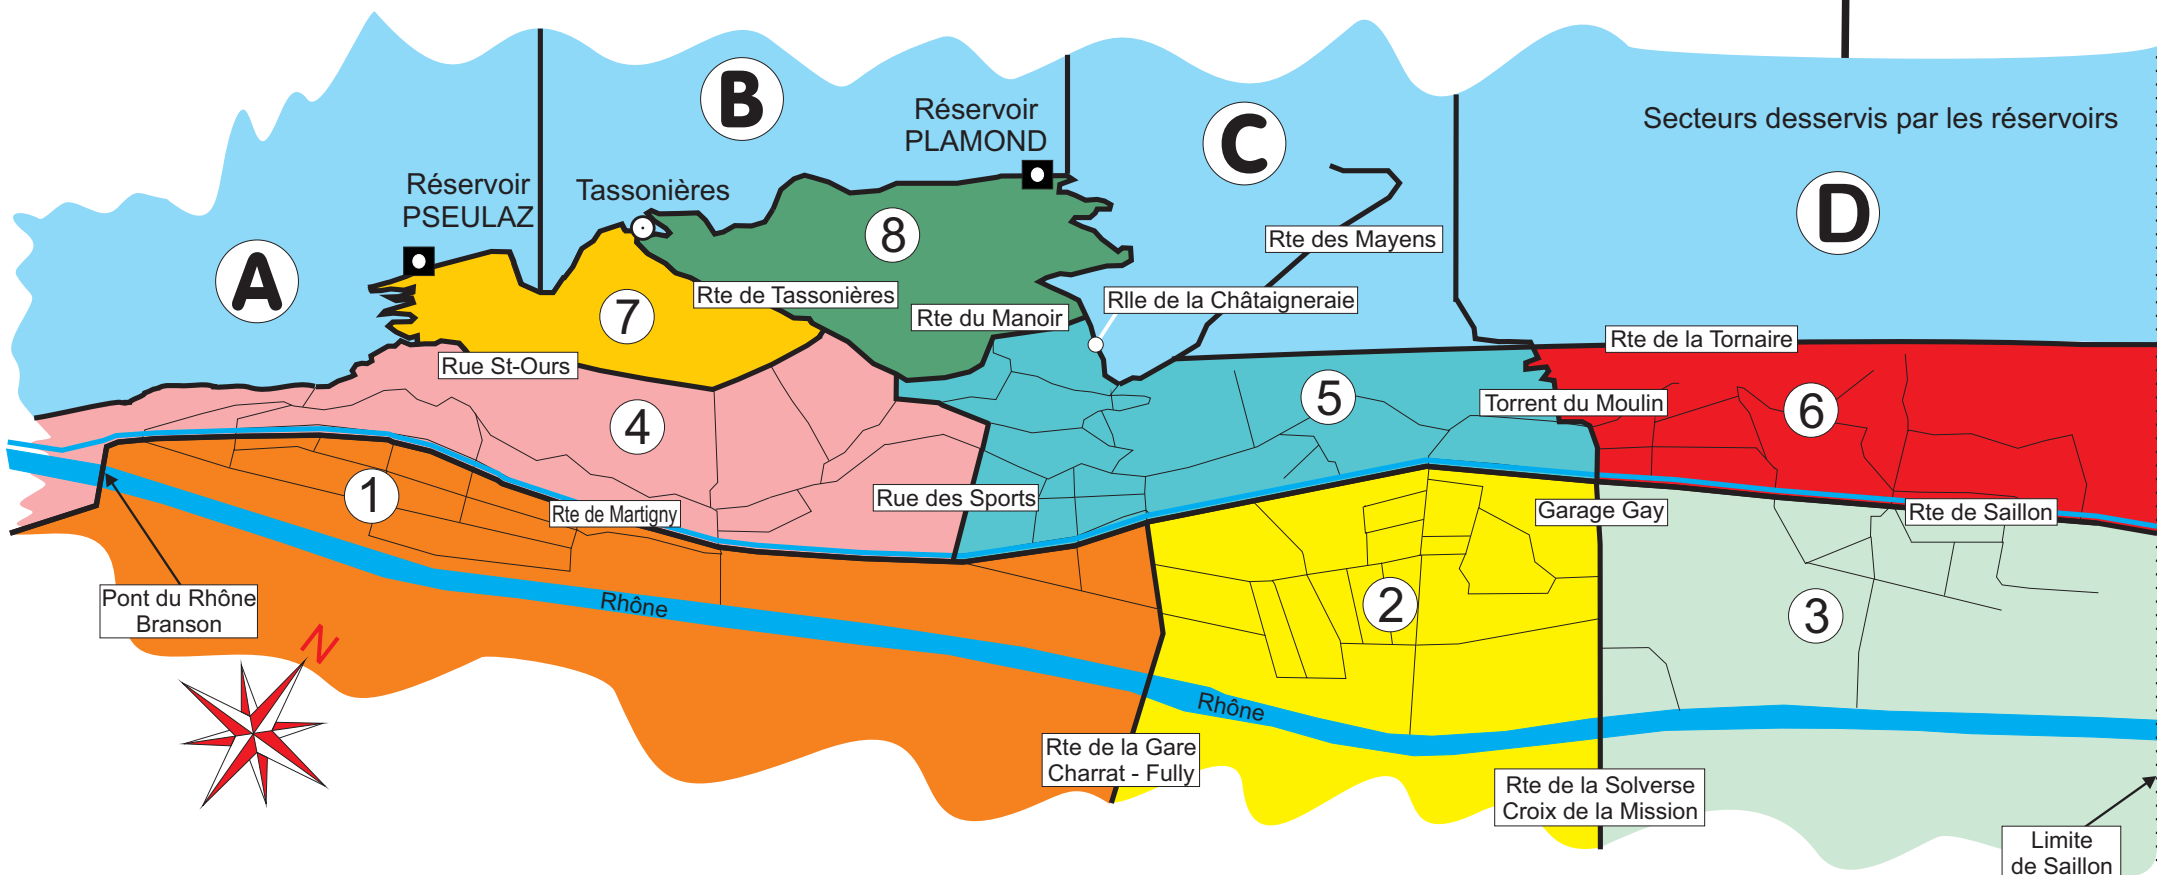 B
Réservoir
PLAMOND
C
Secteurs desservis par les réservoirs
Réservoir
PSEULAZ
Tassonières
D
8
Rte des Mayens
A
Rte de Tassonières
Rlle de la Châtaigneraie
7
Rte du Manoir
Rte de la Tornaire
Rue St-Ours
5
Torrent du Moulin
6
4
1
Rue des Sports
Rte de Martigny
Garage Gay
Rte de Saillon
Pont du Rhône
Branson
Rhône
2
3
N
Rhône
Rte de la Gare
Charrat - Fully
Rte de la Solverse
Croix de la Mission
Limite
de Saillon